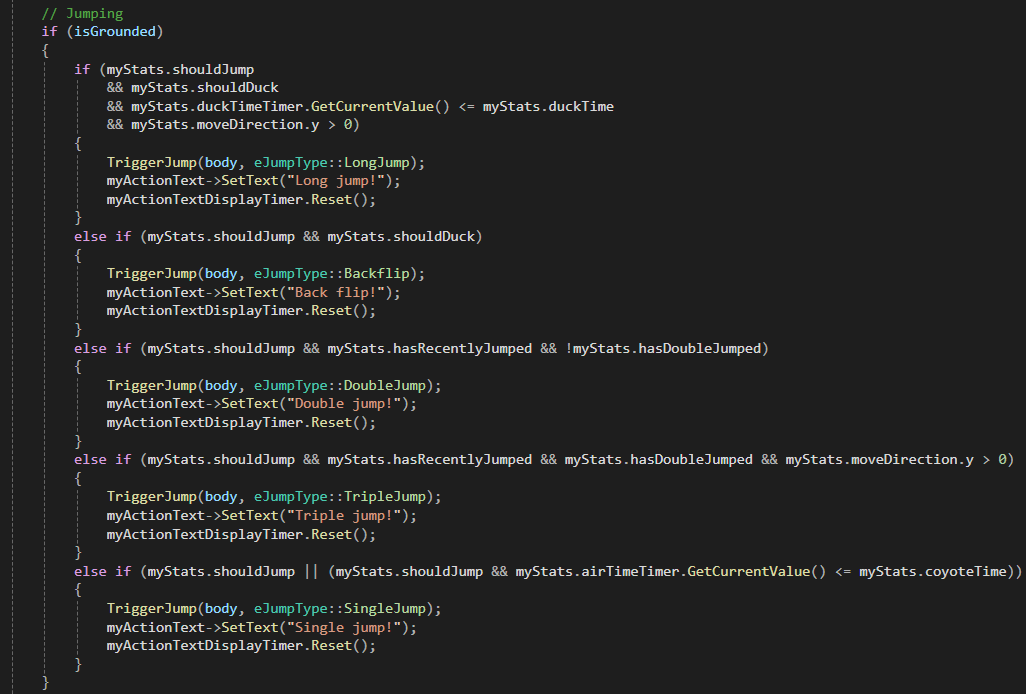 // Jumping
if (isGrounded)
{
if (myStats.shouldJump
&& myStats.shouldDuck
&& myStats.duckTimeTimer.GetCurrentValue() <= myStats.duckTime
&& myStats.moveDirection.y > 0)
{
TriggerJump(body, eJumpType::LongJump);
myActionText->SetText("Long jump!");
myActionTextDisplayTimer.Reset();
}
else if (myStats.shouldJump && myStats.shouldDuck)
{
TriggerJump(body, eJumpType::Backflip);
myActionText->SetText("Back flip!");
myActionTextDisplayTimer.Reset();
}
else if (myStats.shouldJump && myStats.hasRecentlyJumped && !myStats.hasDoubleJumped)
{
TriggerJump(body, eJumpType::DoubleJump);
myActionText->SetText("Double jump!");
myActionTextDisplayTimer.Reset();
}
else if (myStats.shouldJump && myStats.hasRecentlyJumped && myStats.hasDoubleJumped && myStats.moveDirection.y > 0)
{
TriggerJump(body, eJumpType::TripleJump);
myActionText->SetText("Triple jump!");
myActionTextDisplayTimer.Reset();
}
else if (myStats.shouldJump || (myStats.shouldJump && myStats.airTimeTimer.GetCurrentValue() <= myStats.coyoteTime))
{
TriggerJump(body, eJumpType::SingleJump);
myActionText->SetText("Single jump!");
myActionTextDisplayTimer.Reset();
}
}